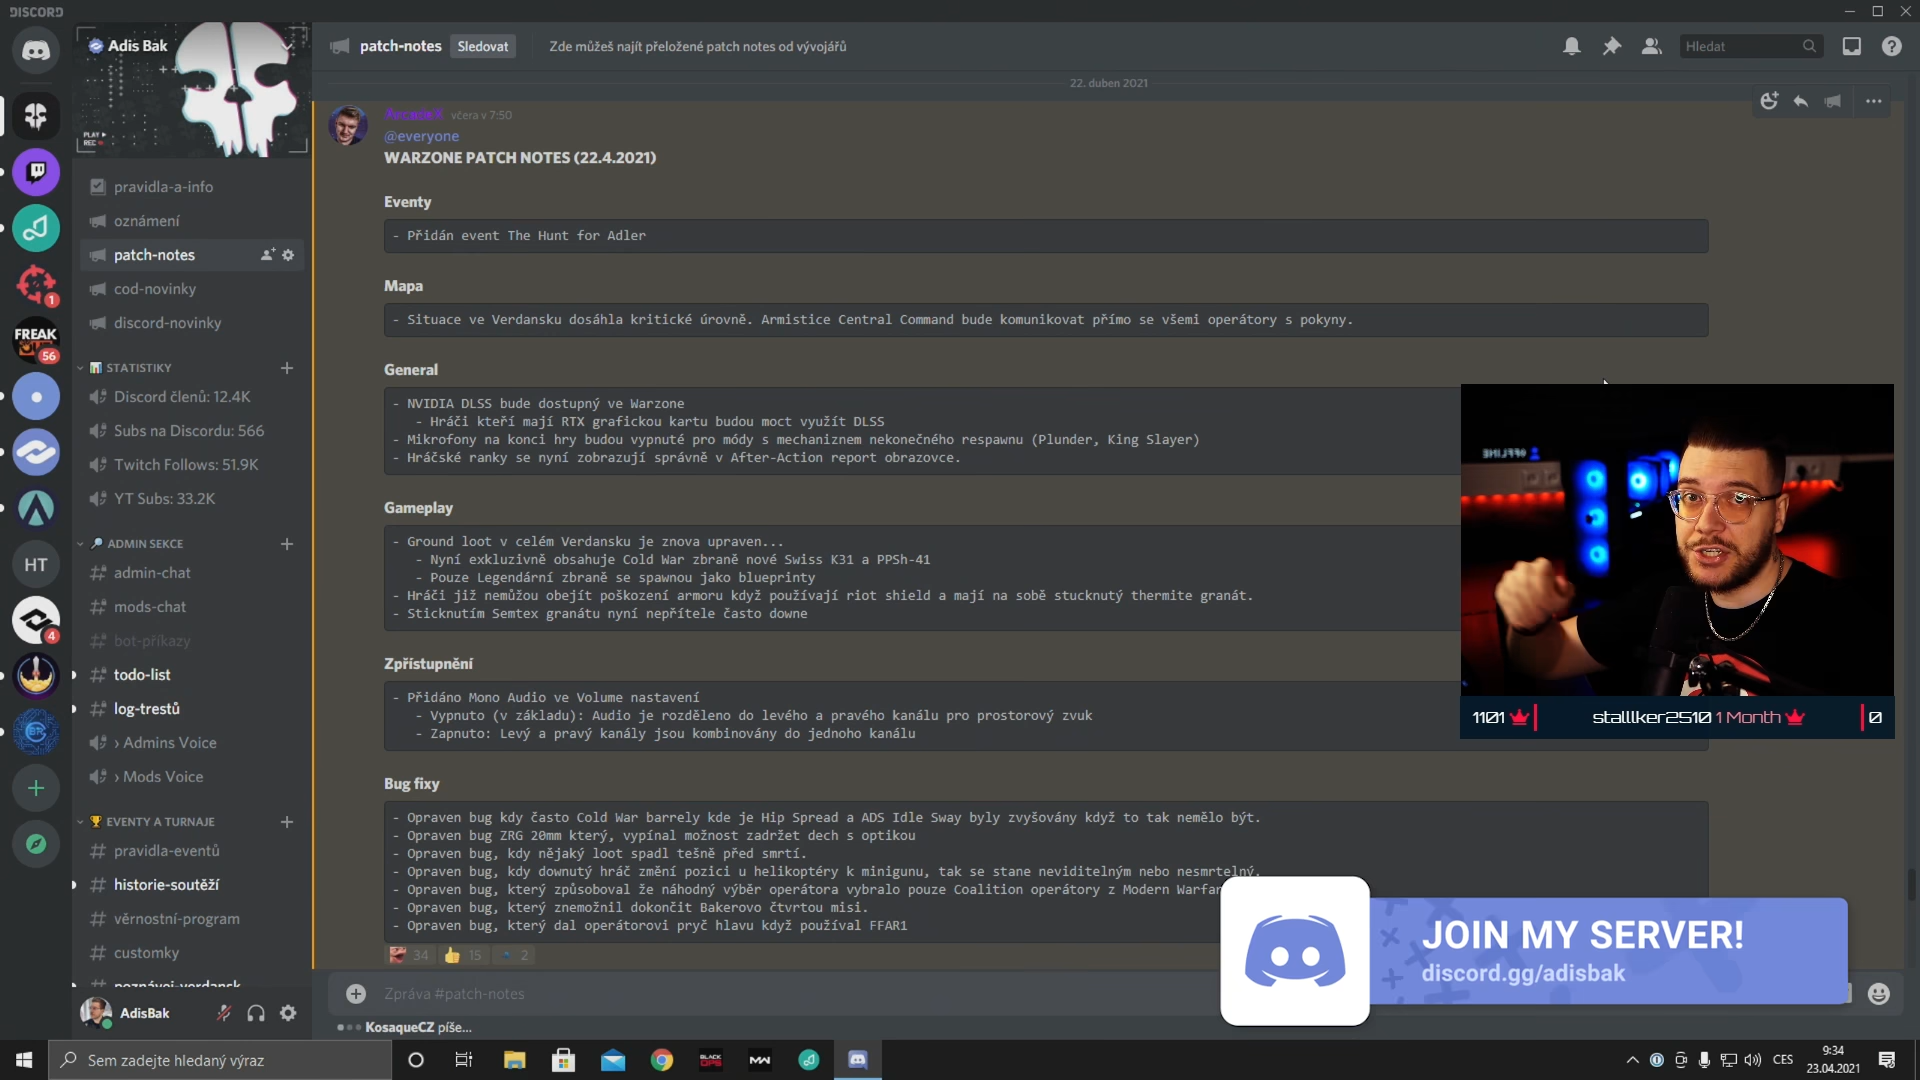 DISCORD
Adis Bak
PLAY
REC
patch-notes
Sledovat
Zde můžeš najít přeložené patch notes od vývojářů
Hledat
1
FREAK
56
HT
4
pravidla-a-info
oznámení
patch-notes
cod-novinky
discord-novinky
STATISTIKY
Discord členů: 12.4K
Subs na Discordu: 566
Twitch Follows: 51.9K
YT Subs: 33.2K
ADMIN SEKCE
admin-chat
mods-chat
bot-příkazy
todo-list
log-trestů
› Admins Voice
› Mods Voice
EVENTY A TURNAJE
pravidla-eventů
historie-soutěží
věrnostní-program
customky
poznávej-verdansk
AdisBak
22. duben 2021
včera v 7:50
@everyone
WARZONE PATCH NOTES (22.4.2021)
Eventy
- Přidán event The Hunt for Adler
Mapa
- Situace ve Verdansku dosáhla kritické úrovně. Armistice Central Command bude komunikovat přímo se všemi operátory s pokyny.
General
- NVIDIA DLSS bude dostupný ve Warzone
- Hráči kteří mají RTX grafickou kartu budou moct využít DLSS
- Mikrofony na konci hry budou vypnuté pro módy s mechaniznem nekonečného respawnu (Plunder, King Slayer)
- Hráčské ranky se nyní zobrazují správně v After-Action report obrazovce.
Gameplay
- Ground loot v celém Verdansku je znova upraven...
- Nyní exkluzivně obsahuje Cold War zbraně nové Swiss K31 a PPSh-41
- Pouze Legendární zbraně se spawnou jako blueprinty
- Hráči již nemůžou obejít poškození armoru když používají riot shield a mají na sobě stucknutý thermite granát.
- Sticknutím Semtex granátu nyní nepřítele často downe
Zpřístupnění
- Přidáno Mono Audio ve Volume nastavení
- Vypnuto (v základu): Audio je rozděleno do levého a pravého kanálu pro prostorový zvuk
- Zapnuto: Levý a pravý kanály jsou kombinovány do jednoho kanálu
Bug fixy
- Opraven bug kdy často Cold War barrely kde je Hip Spread a ADS Idle Sway byly zvyšovány když to tak nemělo být.
- Opraven bug ZRG 20mm který, vypínal možnost zadržet dech s optikou
- Opraven bug, kdy nějaký loot spadl tešně před smrtí.
- Opraven bug, kdy downutý hráč změní pozici u helikoptéry k minigunu, tak se stane neviditelným nebo nesmrtelný.
- Opraven bug, který způsoboval že náhodný výběr operátora vybralo pouze Coalition operátory z Modern Warfar
- Opraven bug, který znemožnil dokončit Bakerovo čtvrtou misi.
- Opraven bug, který dal operátorovi pryč hlavu když používal FFAR1
34
15
2
Zpráva #patch-notes
KosaqueCZ píše...
1101
stalllker2510 1 Month
0
JOIN MY SERVER!
discord.gg/adisbak
Sem zadejte hledaný výraz
BLACK OPS
MW
CES
9:34
23.04.2021